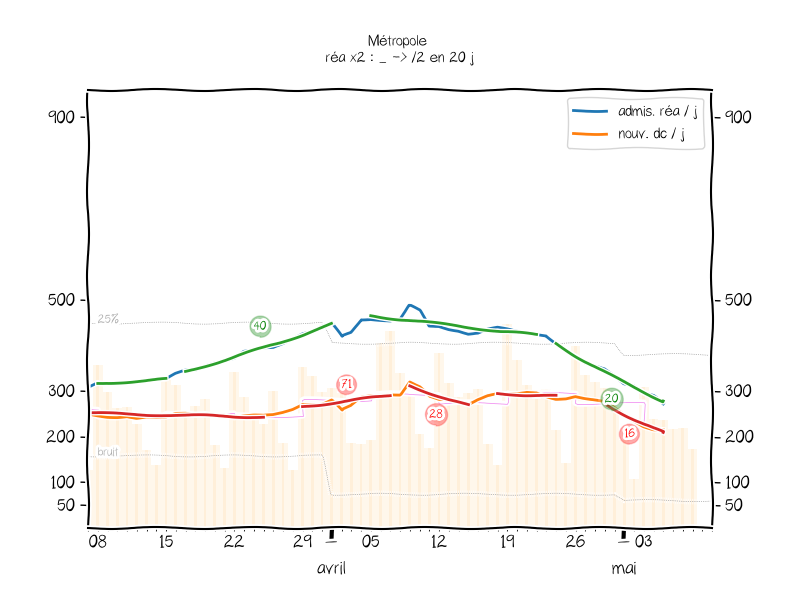 Métropole
réa x2 : _ -> /2 en 20 j
admis. réa / j
nouv. dc / j
900
900
500
500
300
300
200
200
100
100
50
50
25%
bruit
40
71
28
20
16
08 15 22 29 05 12 19 26 03
avril mai